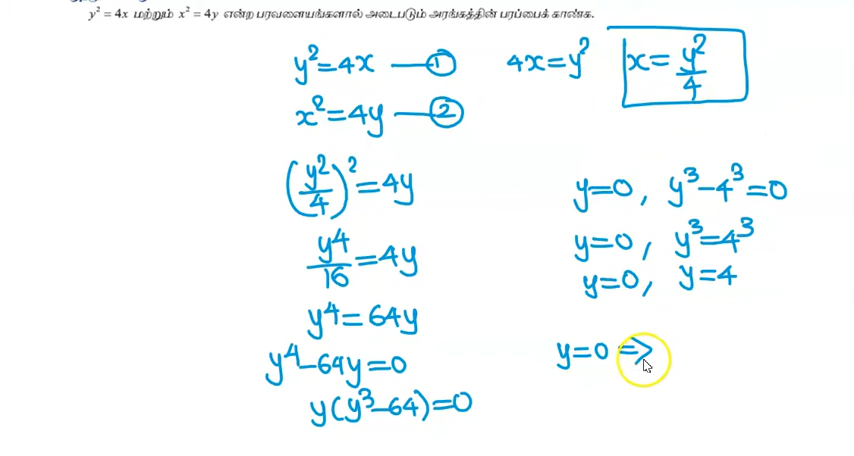 y² = 4x மற்றும் x² = 4y என்ற பரவளையங்களால் அடைபடும் அரங்கத்தின் பரப்பைக் காண்க.
y²=4x —①
x²=4y —②
(y²/4)²=4y
y⁴/16=4y
y⁴=64y
y⁴-64y=0
y(y³-64)=0
4x=y² x=y²/4
y=0, y³-4³=0
y=0, y³=4³
y=0, y=4
y=0 =>